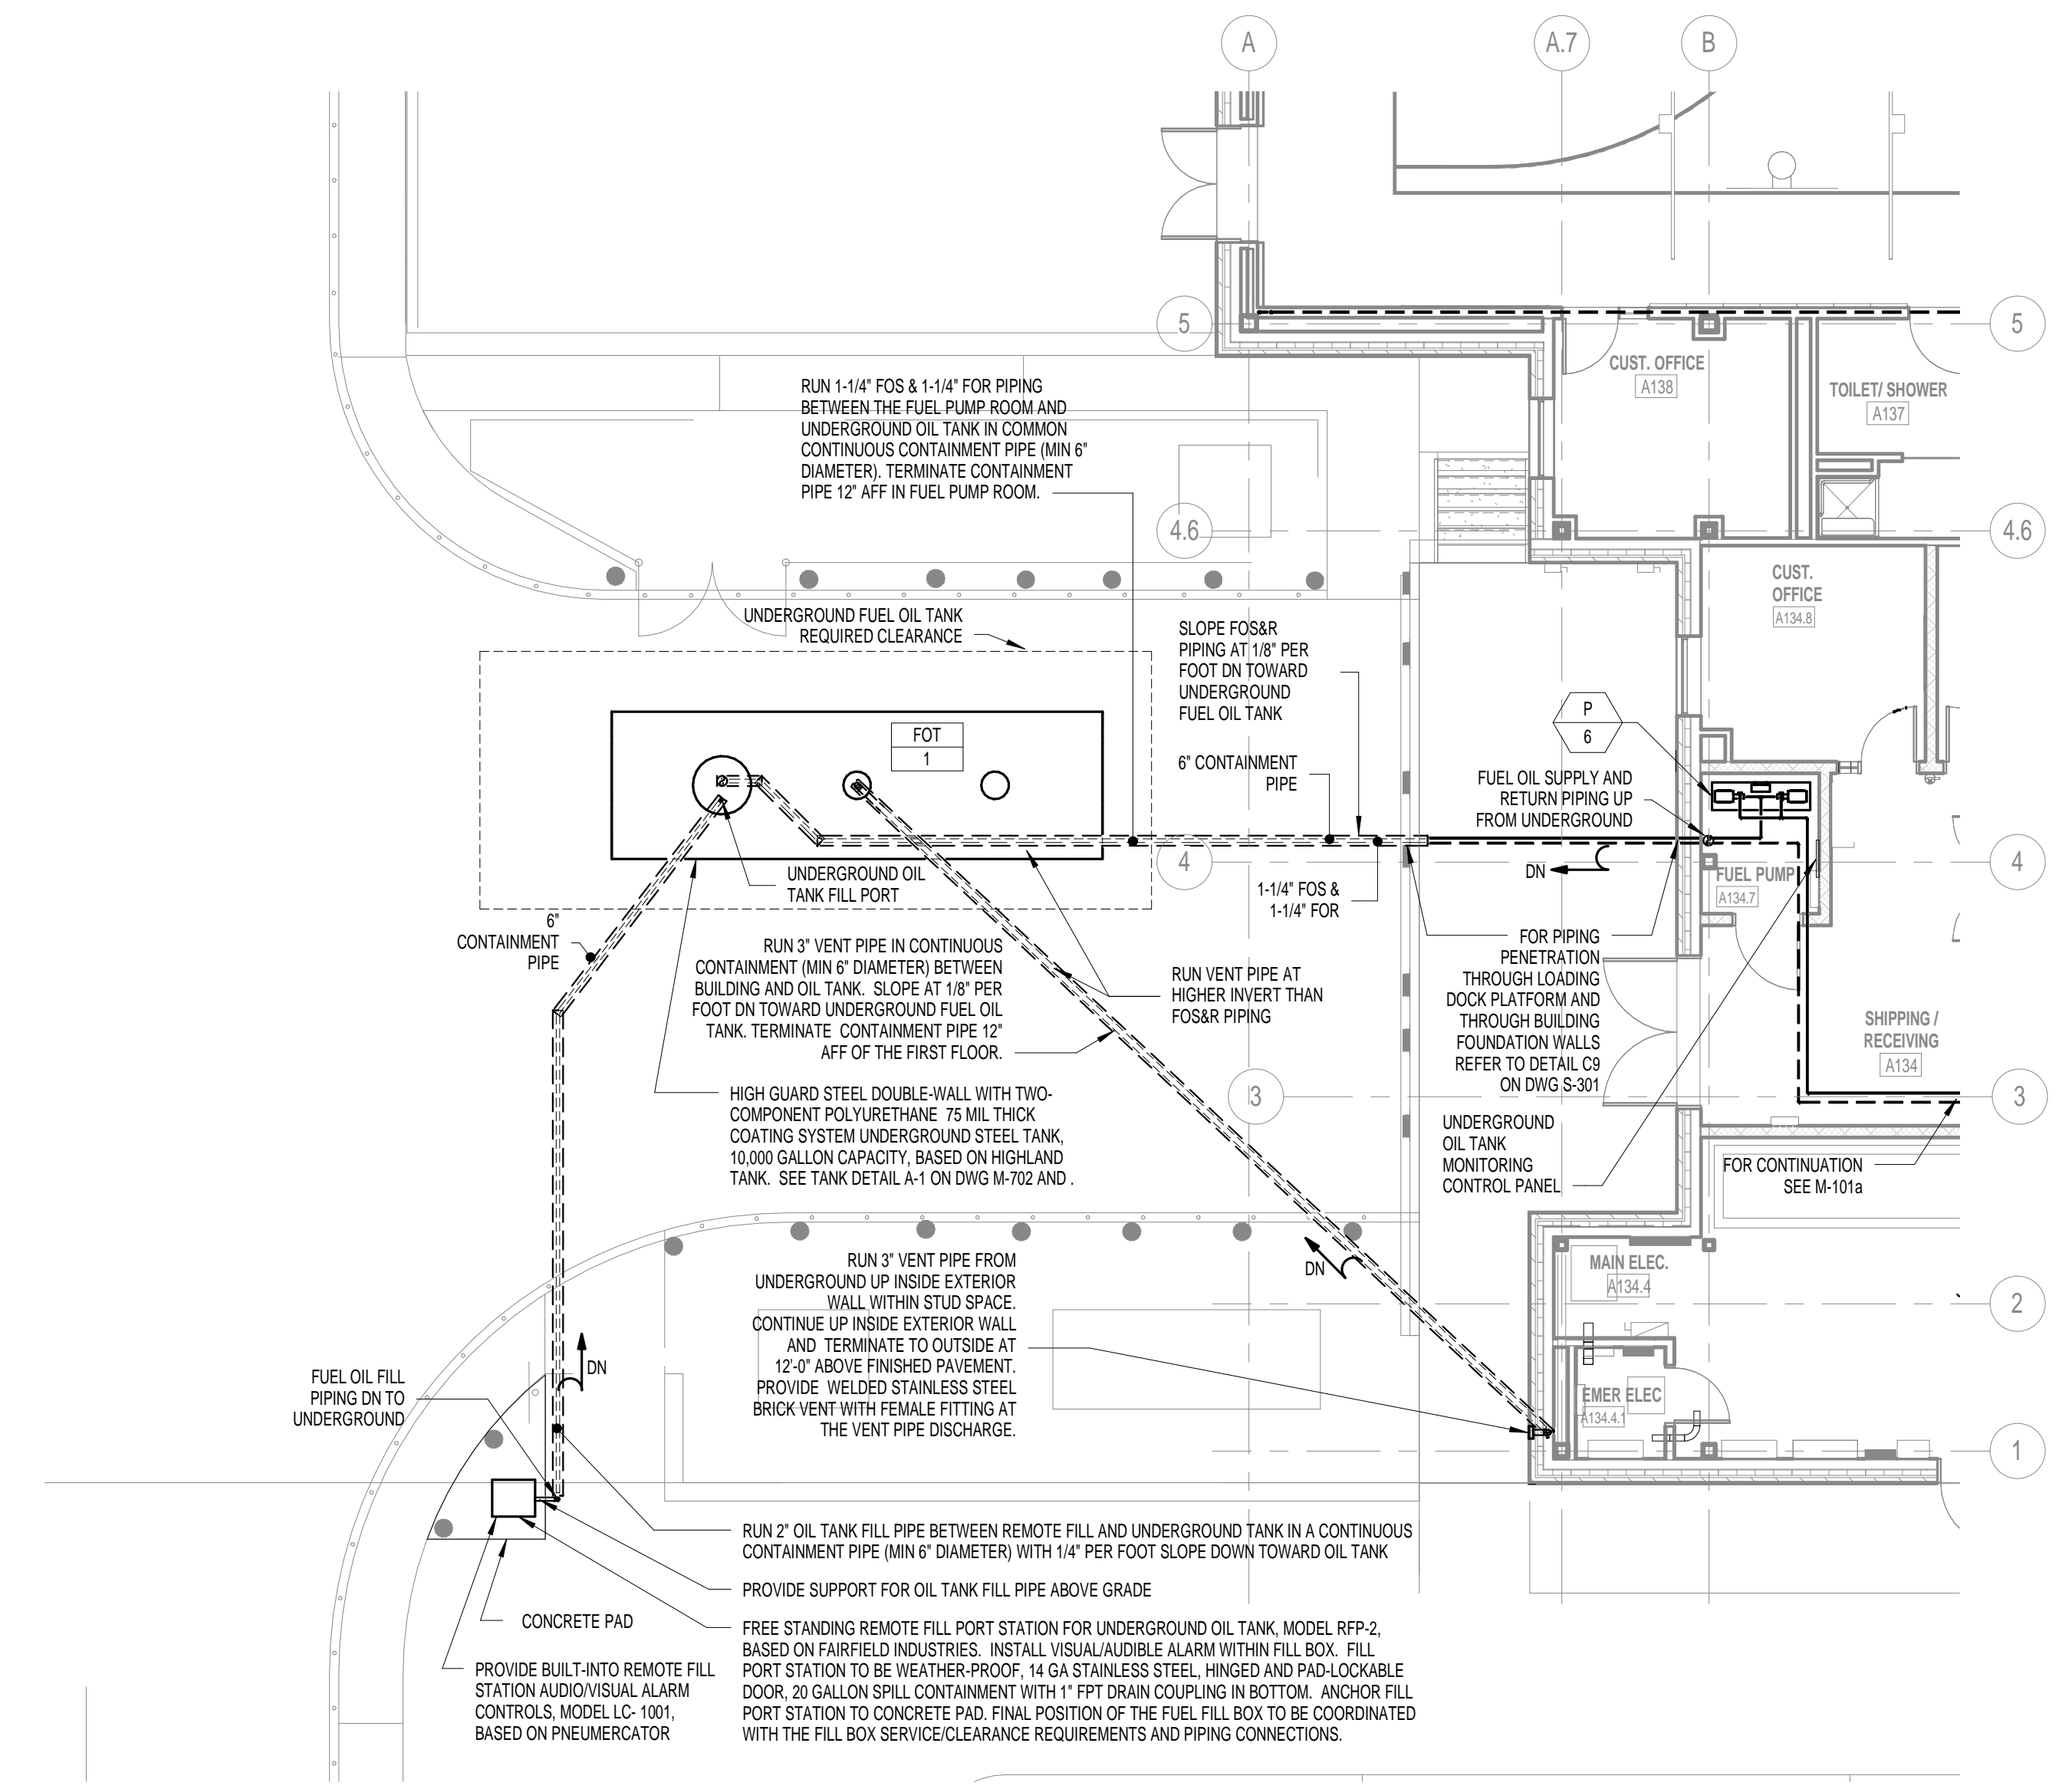 A
A.7
B
5
5
CUST. OFFICE
A138
TOILET/ SHOWER
A137
RUN 1-1/4" FOS & 1-1/4" FOR PIPING
BETWEEN THE FUEL PUMP ROOM AND
UNDERGROUND OIL TANK IN COMMON
CONTINUOUS CONTAINMENT PIPE (MIN 6"
DIAMETER). TERMINATE CONTAINMENT
PIPE 12" AFF IN FUEL PUMP ROOM.
4.6
4.6
CUST.
OFFICE
A134.8
UNDERGROUND FUEL OIL TANK
REQUIRED CLEARANCE
SLOPE FOS&R
PIPING AT 1/8" PER
FOOT DN TOWARD
UNDERGROUND
FUEL OIL TANK
P
6
FOT
1
6" CONTAINMENT
PIPE
FUEL OIL SUPPLY AND
RETURN PIPING UP
FROM UNDERGROUND
4
4
DN
FUEL PUMP
A134.7
UNDERGROUND OIL
TANK FILL PORT
1-1/4" FOS &
1-1/4" FOR
6"
CONTAINMENT
PIPE
RUN 3" VENT PIPE IN CONTINUOUS
CONTAINMENT (MIN 6" DIAMETER) BETWEEN
BUILDING AND OIL TANK. SLOPE AT 1/8" PER
FOOT DN TOWARD UNDERGROUND FUEL OIL
TANK. TERMINATE CONTAINMENT PIPE 12"
AFF OF THE FIRST FLOOR.
RUN VENT PIPE AT
HIGHER INVERT THAN
FOS&R PIPING
FOR PIPING
PENETRATION
THROUGH LOADING
DOCK PLATFORM AND
THROUGH BUILDING
FOUNDATION WALLS
REFER TO DETAIL C9
ON DWG S-301
SHIPPING /
RECEIVING
A134
HIGH GUARD STEEL DOUBLE-WALL WITH TWO-
COMPONENT POLYURETHANE 75 MIL THICK
COATING SYSTEM UNDERGROUND STEEL TANK,
10,000 GALLON CAPACITY, BASED ON HIGHLAND
TANK. SEE TANK DETAIL A-1 ON DWG M-702 AND .
3
3
UNDERGROUND
OIL TANK
MONITORING
CONTROL PANEL
FOR CONTINUATION
SEE M-101a
RUN 3" VENT PIPE FROM
UNDERGROUND UP INSIDE EXTERIOR
WALL WITHIN STUD SPACE.
CONTINUE UP INSIDE EXTERIOR WALL
AND TERMINATE TO OUTSIDE AT
12'-0" ABOVE FINISHED PAVEMENT.
PROVIDE WELDED STAINLESS STEEL
BRICK VENT WITH FEMALE FITTING AT
THE VENT PIPE DISCHARGE.
DN
MAIN ELEC.
A134.4
2
DN
FUEL OIL FILL
PIPING DN TO
UNDERGROUND
EMER ELEC
A134.4.1
1
RUN 2" OIL TANK FILL PIPE BETWEEN REMOTE FILL AND UNDERGROUND TANK IN A CONTINUOUS
CONTAINMENT PIPE (MIN 6" DIAMETER) WITH 1/4" PER FOOT SLOPE DOWN TOWARD OIL TANK
PROVIDE SUPPORT FOR OIL TANK FILL PIPE ABOVE GRADE
CONCRETE PAD
FREE STANDING REMOTE FILL PORT STATION FOR UNDERGROUND OIL TANK, MODEL RFP-2,
BASED ON FAIRFIELD INDUSTRIES. INSTALL VISUAL/AUDIBLE ALARM WITHIN FILL BOX. FILL
PORT STATION TO BE WEATHER-PROOF, 14 GA STAINLESS STEEL, HINGED AND PAD-LOCKABLE
DOOR, 20 GALLON SPILL CONTAINMENT WITH 1" FPT DRAIN COUPLING IN BOTTOM. ANCHOR FILL
PORT STATION TO CONCRETE PAD. FINAL POSITION OF THE FUEL FILL BOX TO BE COORDINATED
WITH THE FILL BOX SERVICE/CLEARANCE REQUIREMENTS AND PIPING CONNECTIONS.
PROVIDE BUILT-INTO REMOTE FILL
STATION AUDIO/VISUAL ALARM
CONTROLS, MODEL LC- 1001,
BASED ON PNEUMERCATOR